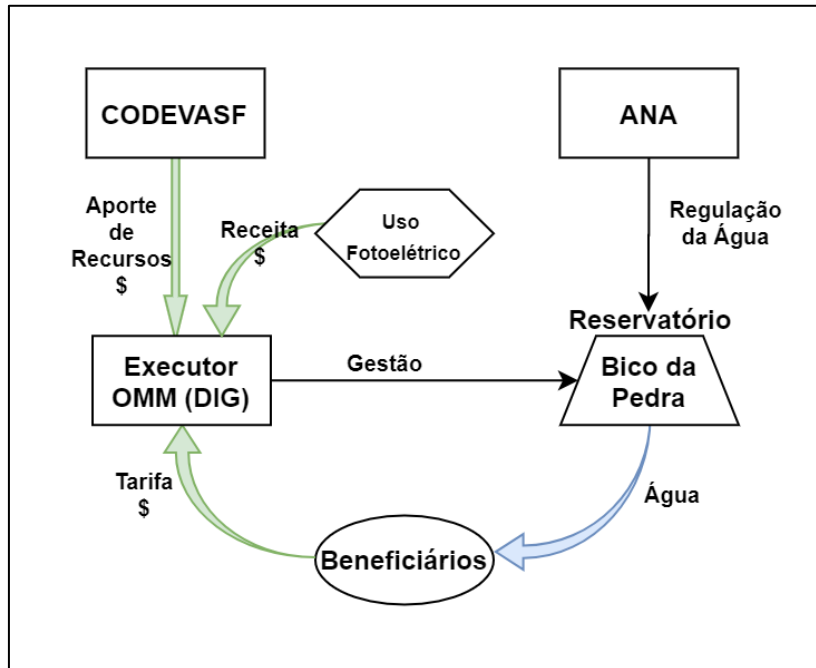 CODEVASF
ANA
Aporte
de
Recursos
$
Receita
$
Uso
Fotoelétrico
Regulação
da Água
Reservatório
Executor
OMM (DIG)
Gestão
Bico da
Pedra
Tarifa
$
Água
Beneficiários